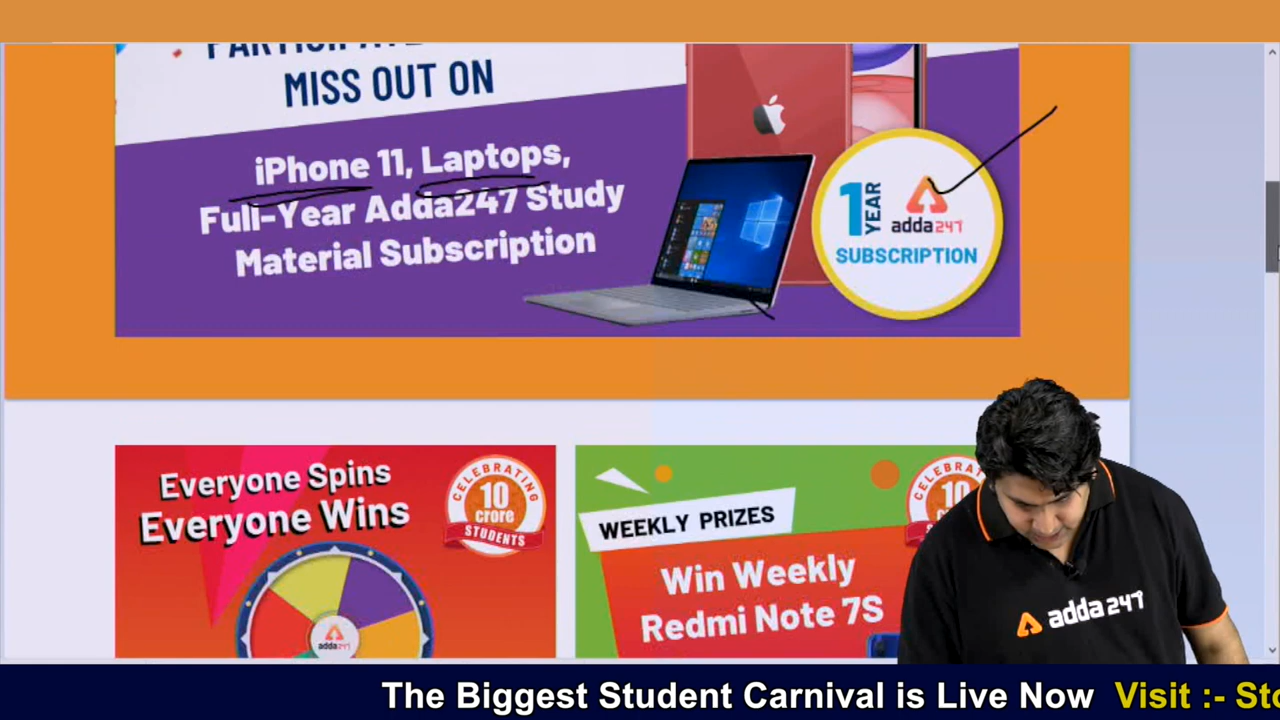 MISS OUT ON
iPhone 11, Laptops,
Full-Year Adda247 Study
Material Subscription
1 YEAR
adda247
SUBSCRIPTION
Everyone Spins
Everyone Wins
CELEBRATING
10
crore
STUDENTS
adda247
WEEKLY PRIZES
Win Weekly
Redmi Note 7S
10
adda247
The Biggest Student Carnival is Live Now Visit :-